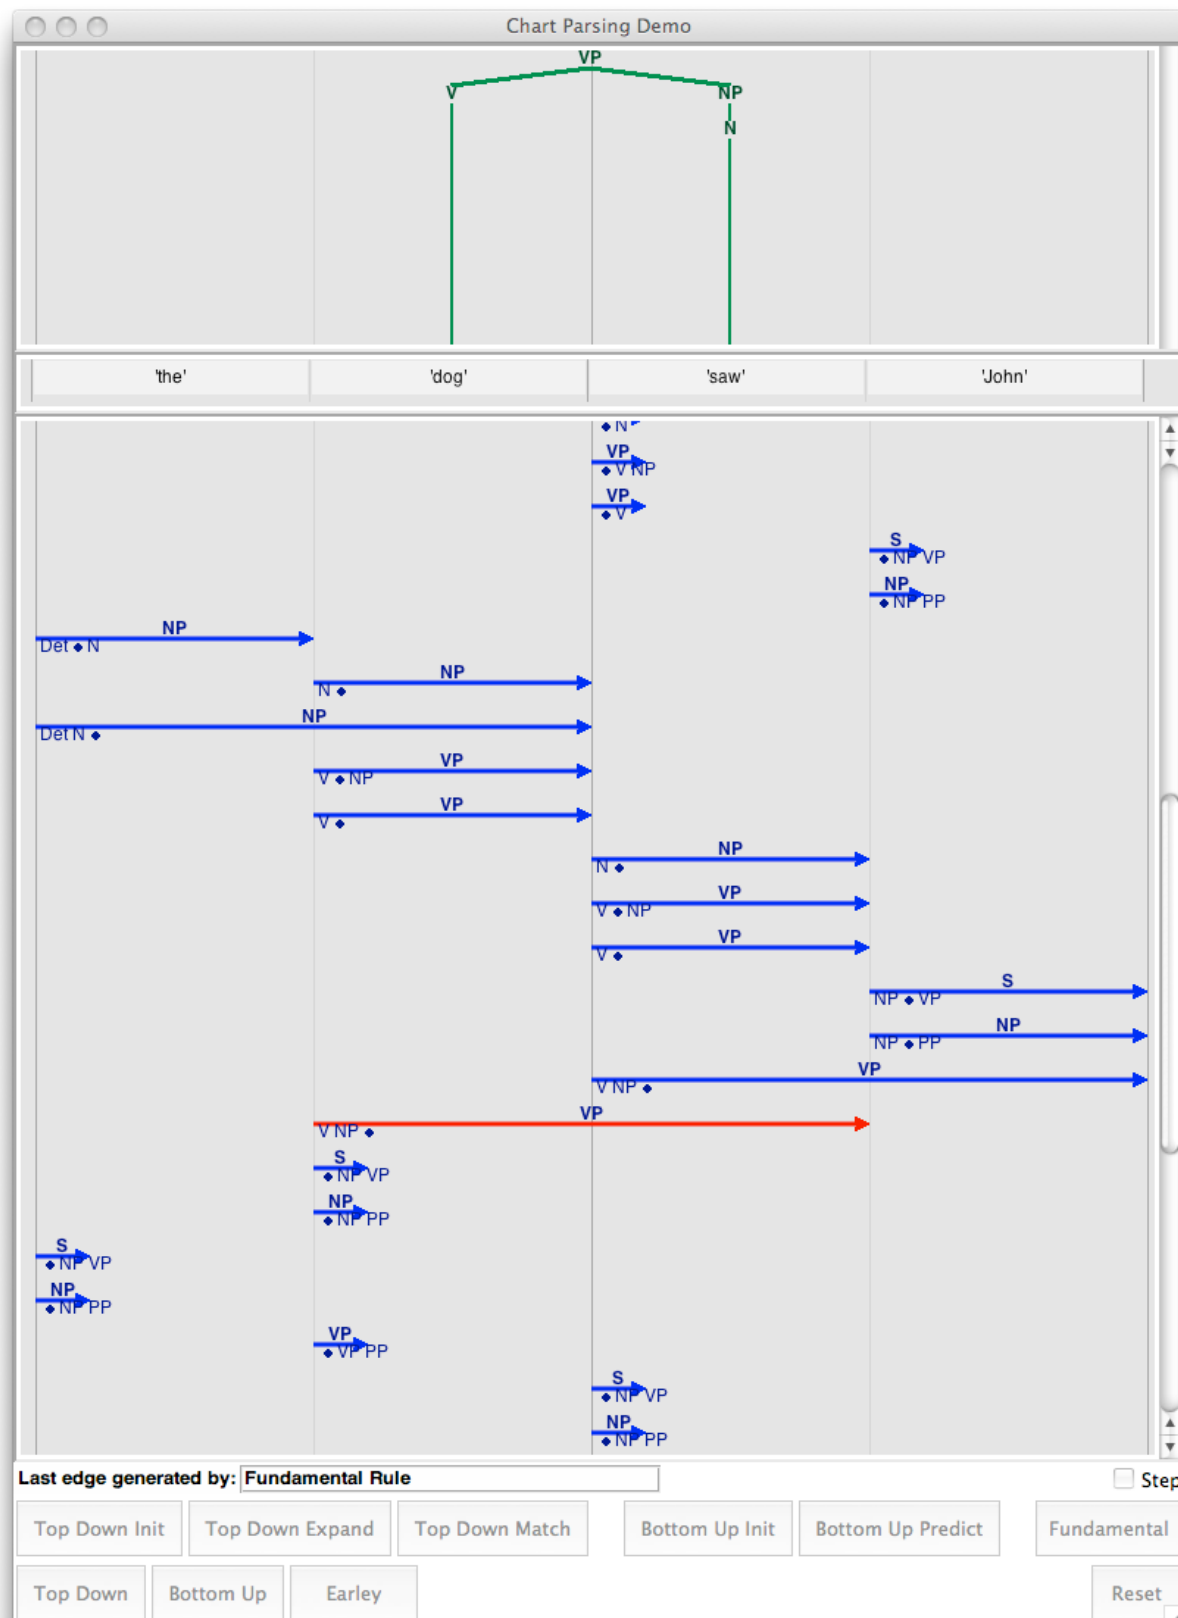 Chart Parsing Demo
VP
V NP
N
'the' 'dog' 'saw' 'John'
• N
VP
• V NP
VP
• V
S
• NP VP
NP
• NP PP
NP
Det • N
NP
N •
NP
Det N •
VP
V • NP
VP
V •
NP
N •
VP
V • NP
VP
V •
S
NP • VP
NP
NP • PP
VP
V NP •
VP
V NP •
S
• NP VP
NP
• NP PP
S
• NP VP
NP
• NP PP
VP
• VP PP
S
• NP VP
NP
• NP PP
Last edge generated by: Fundamental Rule Step
Top Down Init Top Down Expand Top Down Match Bottom Up Init Bottom Up Predict Fundamental
Top Down Bottom Up Earley Reset